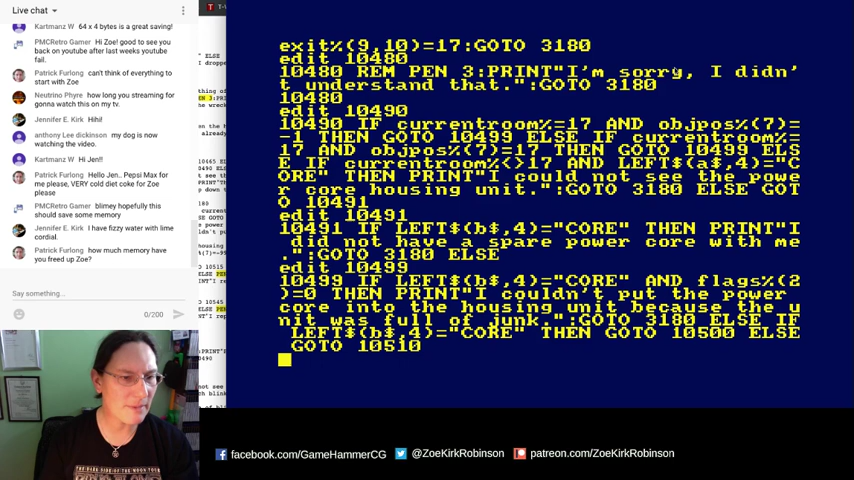 Live chat
Kartmanz W 64 x 4 bytes is a great saving!
PMCRetro Gamer Hi Zoe! good to see you
back on youtube after last weeks youtube
fail.
Patrick Furlong can't think of everything to
start with Zoe
Neutrino Phyre how long you streaming for
gonna watch this on my tv.
Jennifer E. Kirk Hihi!
anthony Lee dickinson my dog is now
watching the video.
Kartmanz W Hi Jen!!
Patrick Furlong Hello Jen.. Pepsi Max for
me please, VERY cold diet coke for Zoe
please
PMCRetro Gamer blimey hopefully this
should save some memory
Jennifer E. Kirk I have fizzy water with lime
cordial.
Patrick Furlong how much memory have
you freed up Zoe?
Say something...
0/200
exit%(9,10)=17:GOTO 3180
edit 10480
10480 REM PEN 3:PRINT"I'm sorry, I didn'
t understand that.":GOTO 3180
10480
edit 10490
10490 IF currentroom%=17 AND objpos%(7)=
-1 THEN GOTO 10499 ELSE IF currentroom%=
17 AND objpos%(7)=17 THEN GOTO 10499 ELS
E IF currentroom%<>17 AND LEFT$(a$,4)="C
ORE" THEN PRINT"I could not see the powe
r core housing unit.":GOTO 3180 ELSE GOT
O 10491
edit 10491
10491 IF LEFT$(b$,4)="CORE" THEN PRINT"I
 did not have a spare power core with me
.":GOTO 3180 ELSE
edit 10499
10499 IF LEFT$(b$,4)="CORE" AND flags%(2
)=0 THEN PRINT"I couldn't put the power
core into the housing unit because the u
nit was full of junk.":GOTO 3180 ELSE IF
 LEFT$(b$,4)="CORE" THEN GOTO 10500 ELSE
 GOTO 10510
facebook.com/GameHammerCG
@ZoeKirkRobinson
patreon.com/ZoeKirkRobinson